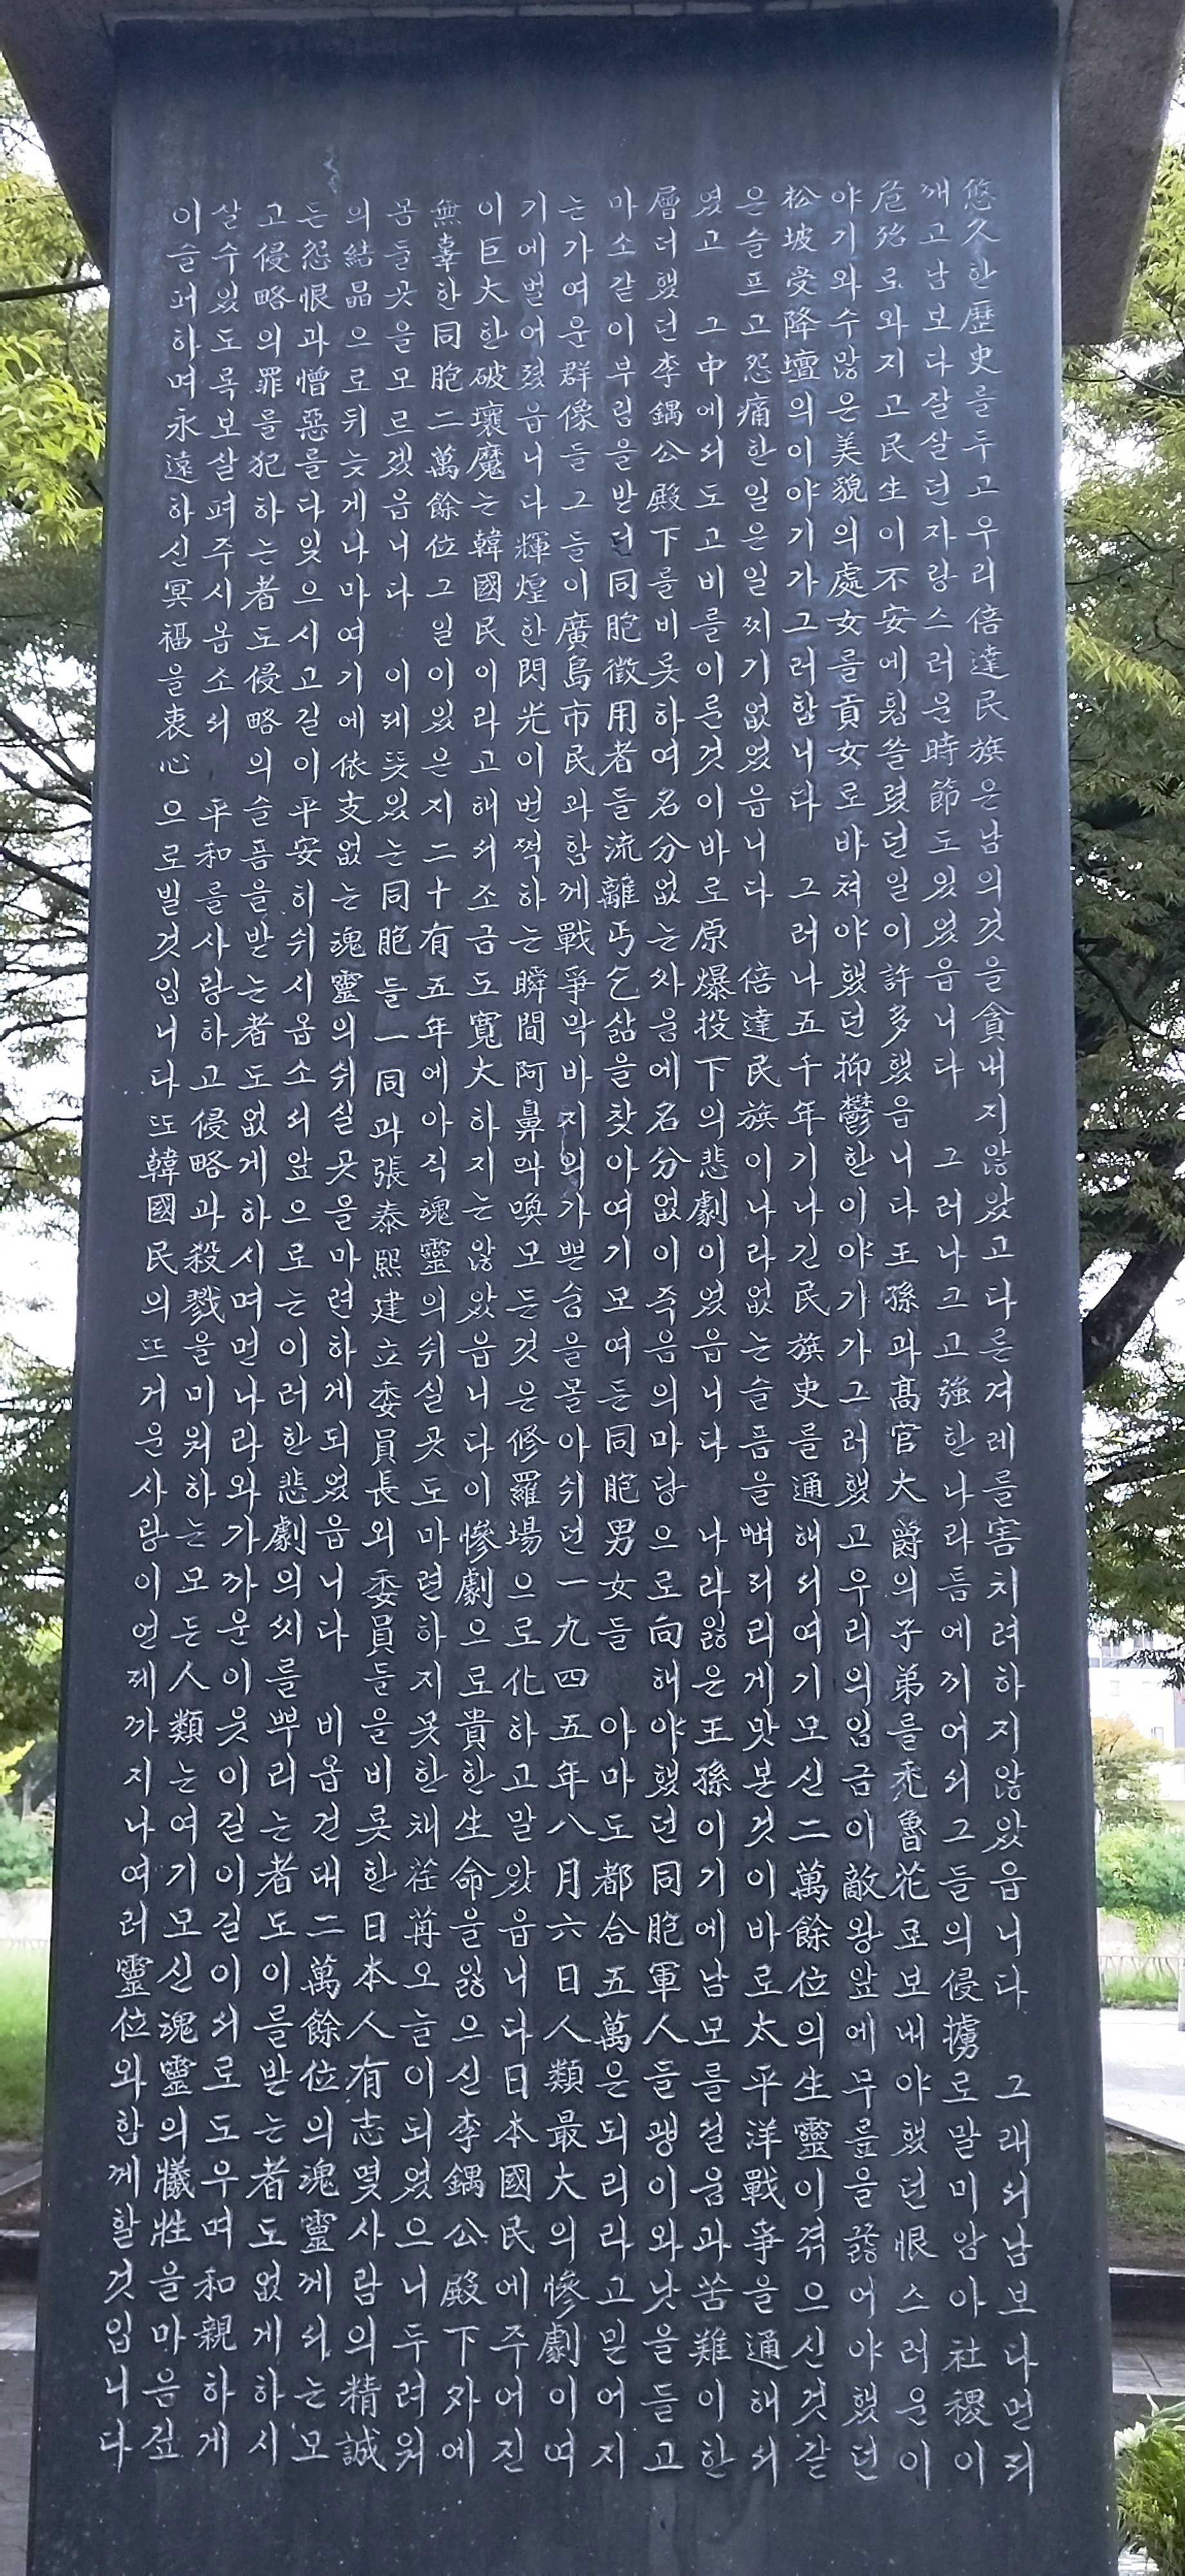 悠久한歷史를두고우리倍達民族은남의것을貪내지않았고다른겨레를害치려하지않았읍니다 그래서남보다먼저
깨고남보다잘살던자랑스러운時節도있었읍니다 그러나크고強한나라틈에끼어서그들의侵擄로말미암아社稷이
危殆로와지고民生이不安에휩쓸렸던일이許多했읍니다王孫과高官大爵의子弟를禿魯花로보내야했던恨스러운이
야기와수많은美貌의處女를貢女로바쳐야했던抑鬱한이야기가그러했고우리의임금이敵왕앞에무릎을꿇어야했던
松坡受降壇의이야기가그러합니다 그러나五千年기나긴民族史를通해서여기모신二萬餘位의生靈이겪으신것같
은슬프고怨痛한일은일찌기없었읍니다 倍達民族이나라없는슬픔을뼈저리게맛본것이바로太平洋戰爭을通해서
였고 그中에서도고비를이룬것이바로原爆投下의悲劇이었읍니다 나라잃은王孫이기에남모를설움과苦難이한
層더했던李鍝公殿下를비롯하여名分없는싸움에名分없이죽음의마당으로向해야했던同胞軍人들괭이와낫을들고
마소같이부림을받던同胞徵用者들流離丐乞삶을찾아여기모여든同胞男女들 아마도都合五萬은되리라고믿어지
는가여운群像들그들이廣島市民과함께戰爭막바지의가쁜숨을몰아쉬던一九四五年八月六日人類最大의慘劇이여
기에벌어졌읍니다輝煌한閃光이번쩍하는瞬間阿鼻叫喚모든것은修羅場으로化하고말았읍니다日本國民에주어진
이巨大한破壞魔는韓國民이라고해서조금도寬大하지는않았읍니다이慘劇으로貴한生命을잃으신李鍝公殿下外에
無辜한同胞二萬餘位그일이있은지二十有五年에아직魂靈의쉬실곳도마련하지못한채荏苒오늘이되었으니두려워
몸둘곳을모르겠읍니다 이제뜻있는同胞들一同과張泰熙建立委員長외委員들을비롯한日本人有志몇사람의精誠
의結晶으로뒤늦게나마여기에依支없는魂靈의쉬실곳을마련하게되었읍니다 비옵건대二萬餘位의魂靈께서는모
든怨恨과憎惡를다잊으시고길이平安히쉬시옵소서앞으로는이러한悲劇의씨를뿌리는者도이를받는者도없게하시
고侵略의罪를犯하는者도侵略의슬픔을받는者도없게하시며먼나라와가까운이웃이길이길이서로도우며和親하게
살수있도록보살펴주시옵소서 平和를사랑하고侵略과殺戮을미워하는모든人類는여기모신魂靈의犧牲을마음깊
이슬퍼하며永遠하신冥福을衷心으로빌것입니다또韓國民의뜨거운사랑이언제까지나여러靈位와함께할것입니다